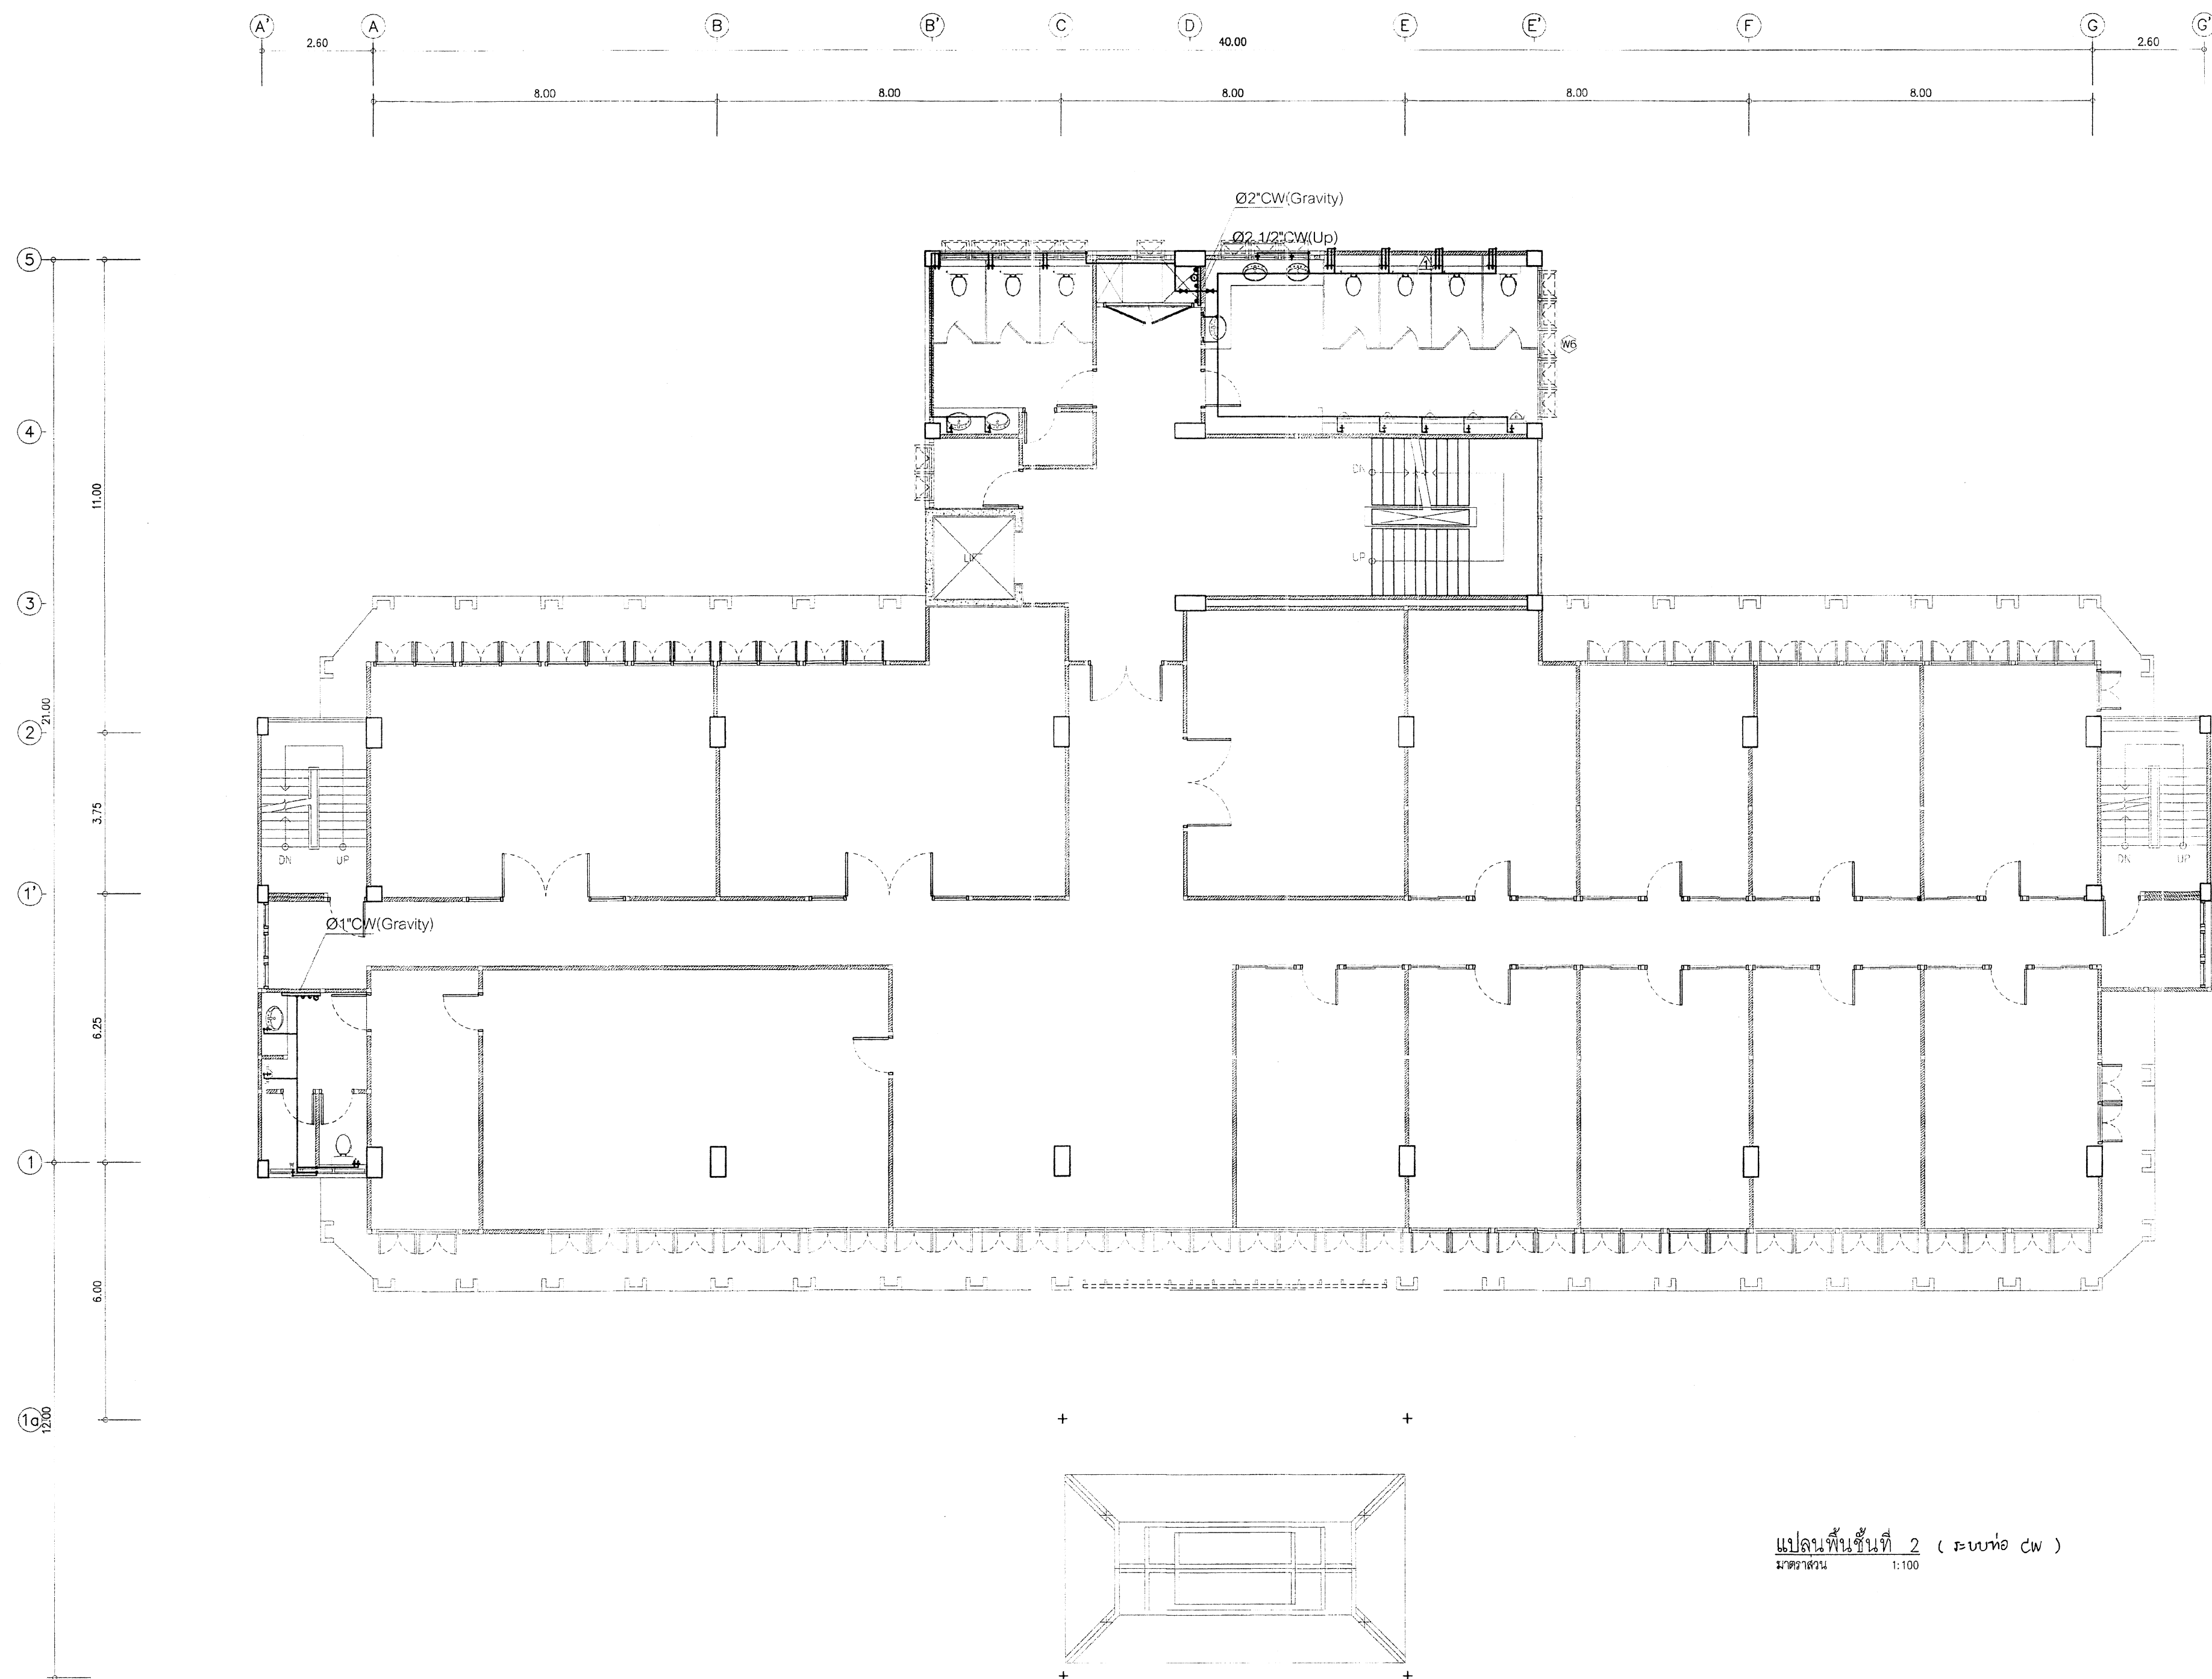 A' A B B' C D E E' F G G'
2.60 40.00 2.60
8.00 8.00 8.00 8.00 8.00
Ø2"CW(Gravity)
Ø2 1/2"CW(Up)
5
1
W6
4
DN
11.00
UP
LIFT
3
21.00
2
3.75
DN UP
DN UP
1'
Ø1"CW(Gravity)
6.25
1
6.00
1a
12.00
แปลนพื้นชั้นที่ 2 ( ระบบท่อ CW )
มาตราส่วน 1:100